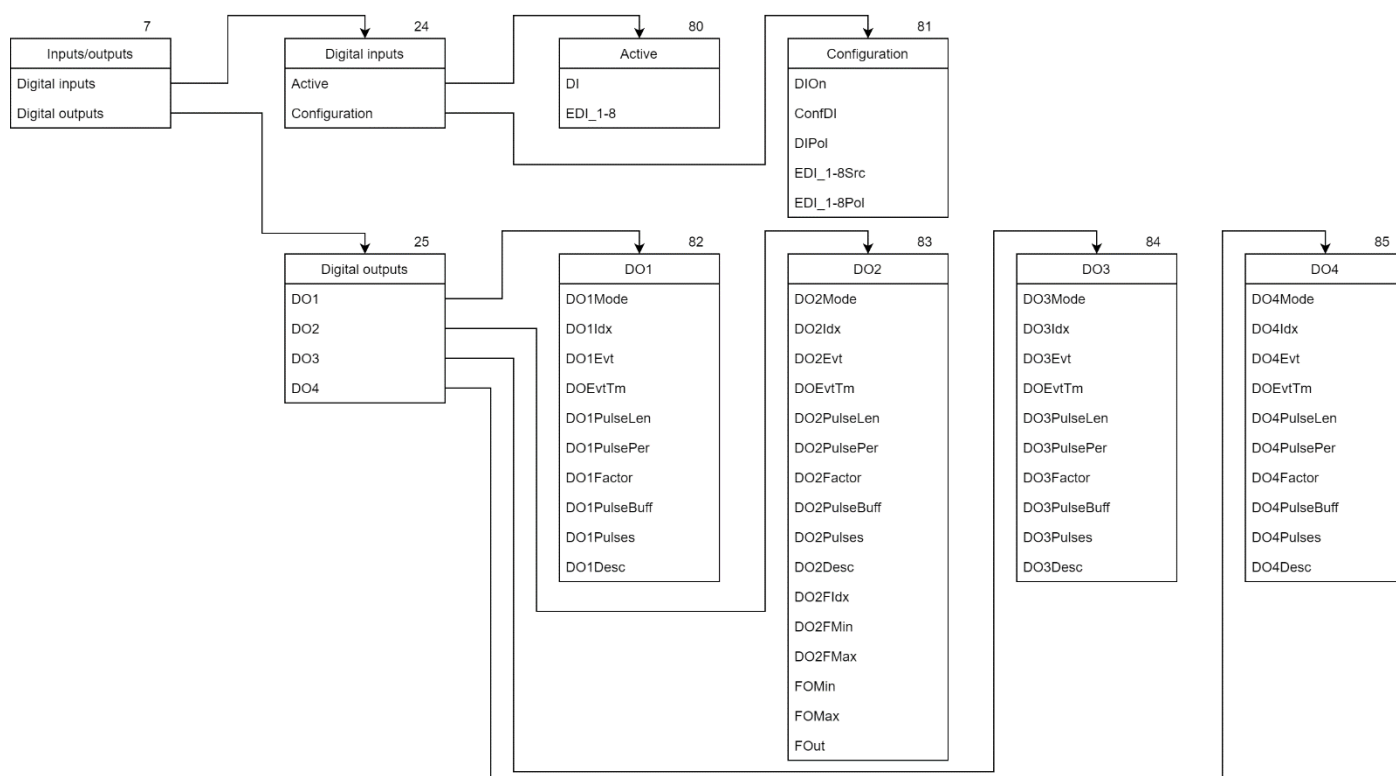 7
Inputs/outputs
Digital inputs
Digital outputs
24
Digital inputs
Active
Configuration
80
Active
DI
EDI_1-8
81
Configuration
DIOn
ConfDI
DIPol
EDI_1-8Src
EDI_1-8Pol
25
Digital outputs
DO1
DO2
DO3
DO4
82
DO1
DO1Mode
DO1Idx
DO1Evt
DOEvtTm
DO1PulseLen
DO1PulsePer
DO1Factor
DO1PulseBuff
DO1Pulses
DO1Desc
83
DO2
DO2Mode
DO2Idx
DO2Evt
DOEvtTm
DO2PulseLen
DO2PulsePer
DO2Factor
DO2PulseBuff
DO2Pulses
DO2Desc
DO2FIdx
DO2FMin
DO2FMax
FOMin
FOMax
FOut
84
DO3
DO3Mode
DO3Idx
DO3Evt
DOEvtTm
DO3PulseLen
DO3PulsePer
DO3Factor
DO3PulseBuff
DO3Pulses
DO3Desc
85
DO4
DO4Mode
DO4Idx
DO4Evt
DOEvtTm
DO4PulseLen
DO4PulsePer
DO4Factor
DO4PulseBuff
DO4Pulses
DO4Desc